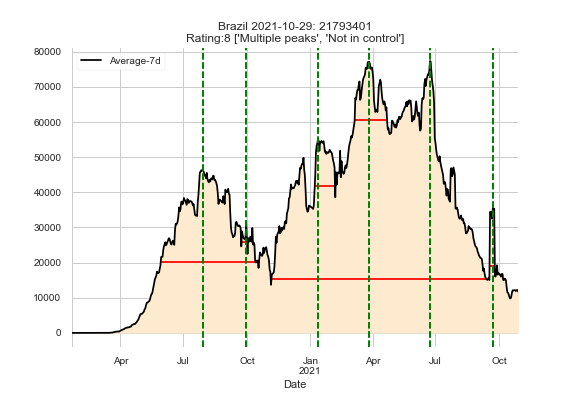 Brazil 2021-10-29: 21793401
Rating:8 ['Multiple peaks', 'Not in control']
80000
Average-7d
70000
60000
50000
40000
30000
20000
10000
0
Apr Jul Oct Jan Apr Jul Oct
2021
Date